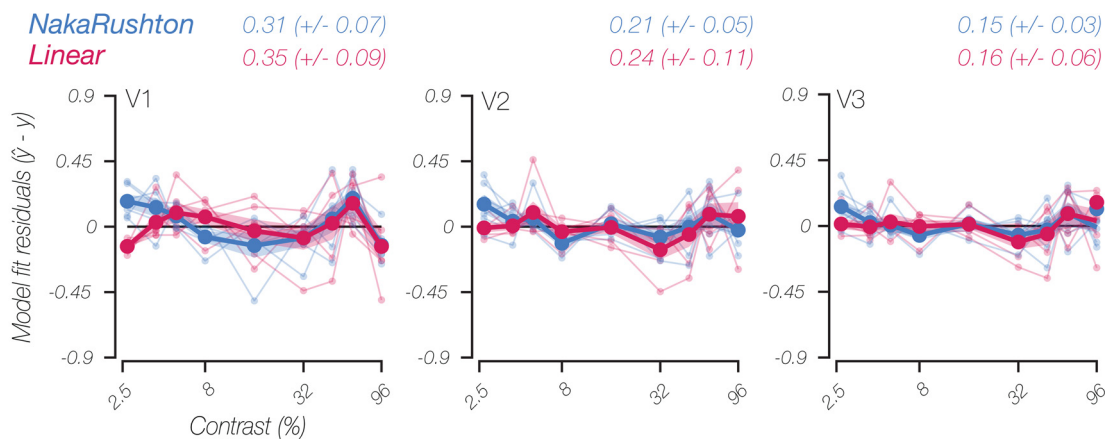 NakaRushton 0.31 (+/- 0.07) 0.21 (+/- 0.05) 0.15 (+/- 0.03)
Linear 0.35 (+/- 0.09) 0.24 (+/- 0.11) 0.16 (+/- 0.06)
Model fit residuals (ŷ - y)
V1
0.9
0.45
0
-0.45
-0.9
2.5 8 32 96
Contrast (%)
V2
0.9
0.45
0
-0.45
-0.9
2.5 8 32 96
V3
0.9
0.45
0
-0.45
-0.9
2.5 8 32 96